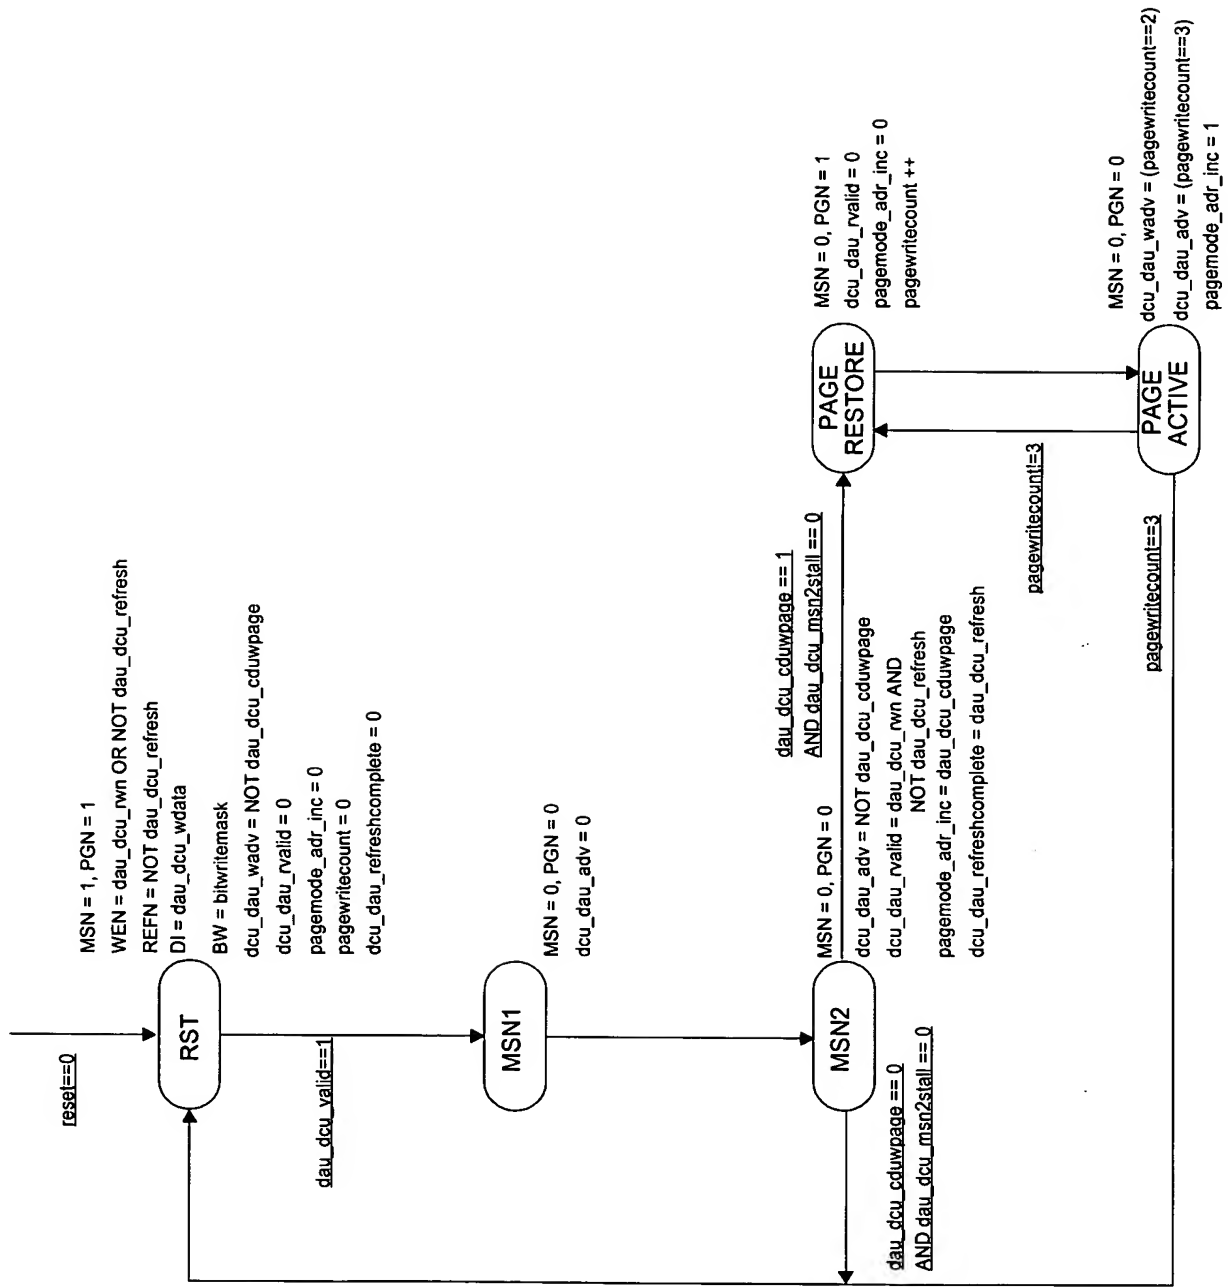 reset==0
RST
MSN = 1, PGN = 1
WEN = dau_dcu_rwn OR NOT dau_dcu_refresh
REFN = NOT dau_dcu_refresh
DI = dau_dcu_wdata
BW = bitwritemask
dcu_dau_wadv = NOT dau_dcu_cduwpage
dcu_dau_rvalid = 0
pagemode_adr_inc = 0
pagewritecount = 0
dcu_dau_refreshcomplete = 0
dau_dcu_valid==1
MSN1
MSN = 0, PGN = 0
dcu_dau_adv = 0
MSN2
MSN = 0, PGN = 0
dcu_dau_adv = NOT dau_dcu_cduwpage
dcu_dau_rvalid = dau_dcu_rwn AND
NOT dau_dcu_refresh
pagemode_adr_inc = dau_dcu_cduwpage
dcu_dau_refreshcomplete = dau_dcu_refresh
dau_dcu_cduwpage == 0
AND dau_dcu_msn2stall == 0
dau_dcu_cduwpage == 1
AND dau_dcu_msn2stall == 0
PAGE
RESTORE
MSN = 0, PGN = 1
dcu_dau_rvalid = 0
pagemode_adr_inc = 0
pagewritecount ++
pagewritecount!=3
PAGE
ACTIVE
MSN = 0, PGN = 0
dcu_dau_wadv = (pagewritecount==2)
dcu_dau_adv = (pagewritecount==3)
pagemode_adr_inc = 1
pagewritecount==3